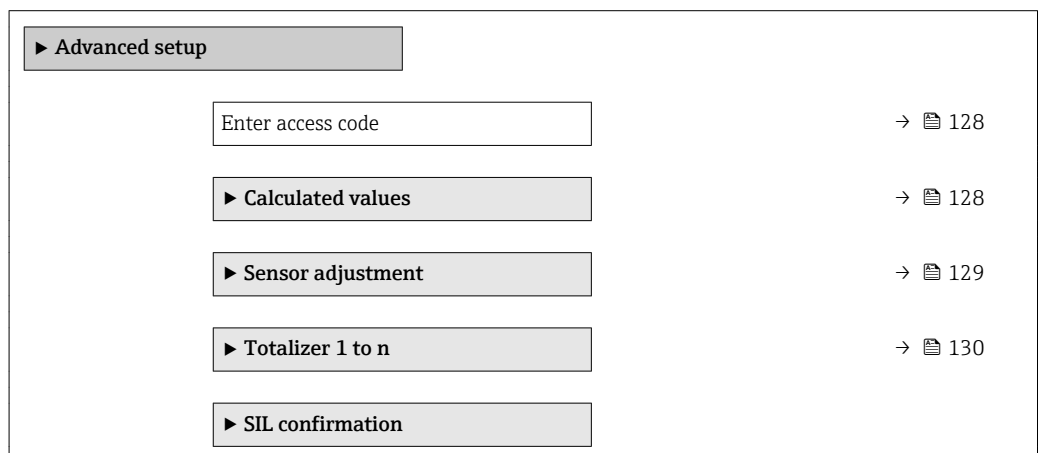 ▶ Advanced setup
Enter access code → 128
▶ Calculated values → 128
▶ Sensor adjustment → 129
▶ Totalizer 1 to n → 130
▶ SIL confirmation